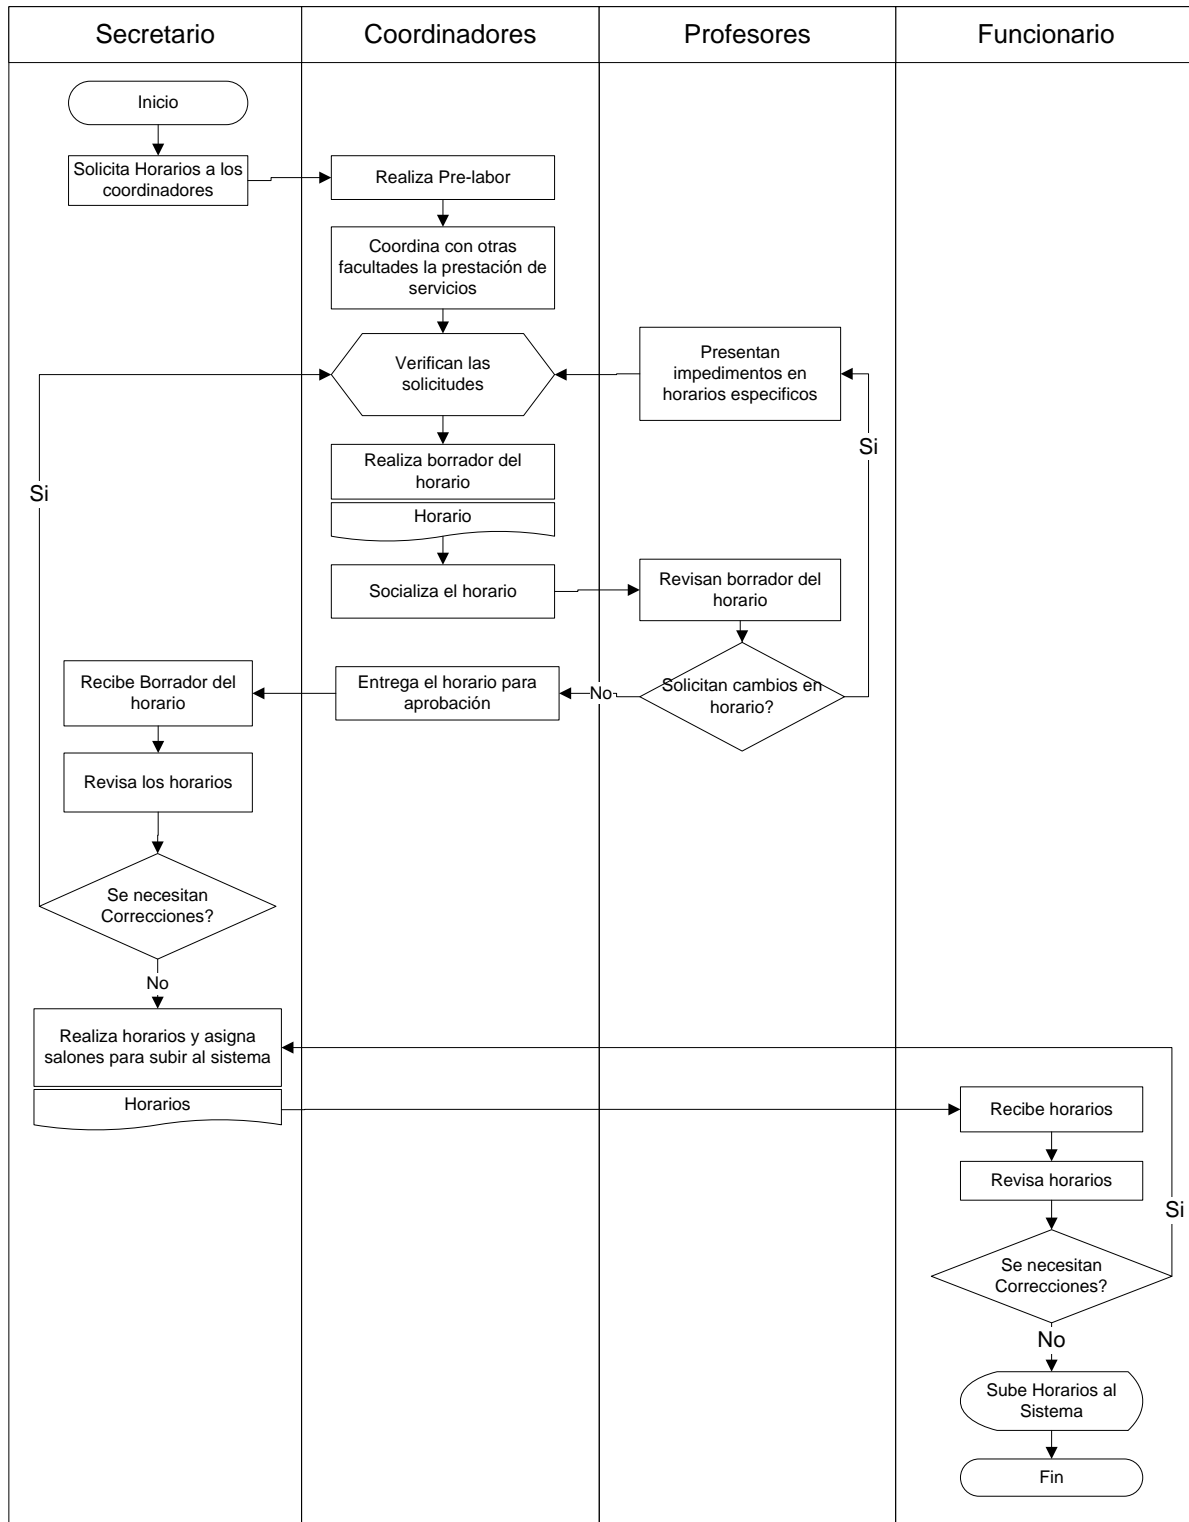 Secretario
Coordinadores
Profesores
Funcionario
Inicio
Solicita Horarios a los
coordinadores
Realiza Pre-labor
Coordina con otras
facultades la prestación de
servicios
Verifican las
solicitudes
Presentan
impedimentos en
horarios especificos
Si
Si
Realiza borrador del
horario
Horario
Socializa el horario
Revisan borrador del
horario
Solicitan cambios en
horario?
No
Entrega el horario para
aprobación
Recibe Borrador del
horario
Revisa los horarios
Se necesitan
Correcciones?
No
Realiza horarios y asigna
salones para subir al sistema
Horarios
Recibe horarios
Revisa horarios
Si
Se necesitan
Correcciones?
No
Sube Horarios al
Sistema
Fin